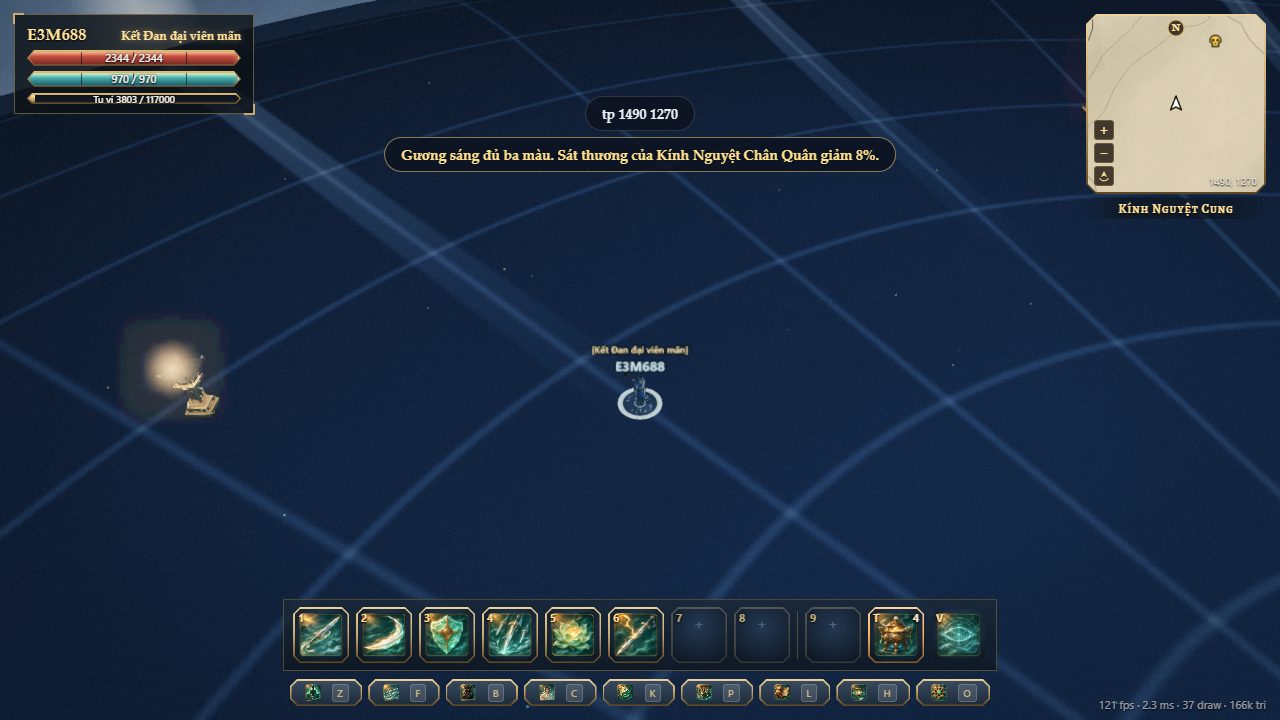 E3M688 Kết Đan đại viên mãn
2344 / 2344
970 / 970
Tu vi 3803 / 117000
tp 1490 1270
Gương sáng đủ ba màu. Sát thương của Kính Nguyệt Chân Quân giảm 8%.
N
+
−
1490, 1270
Kính Nguyệt Cung
[Kết Đan đại viên mãn]
E3M688
1 2 3 4 5 6 7 + 8 + 9 + T 4 V
Z F B C K P L H O
121 fps · 2.3 ms · 37 draw · 166k tri